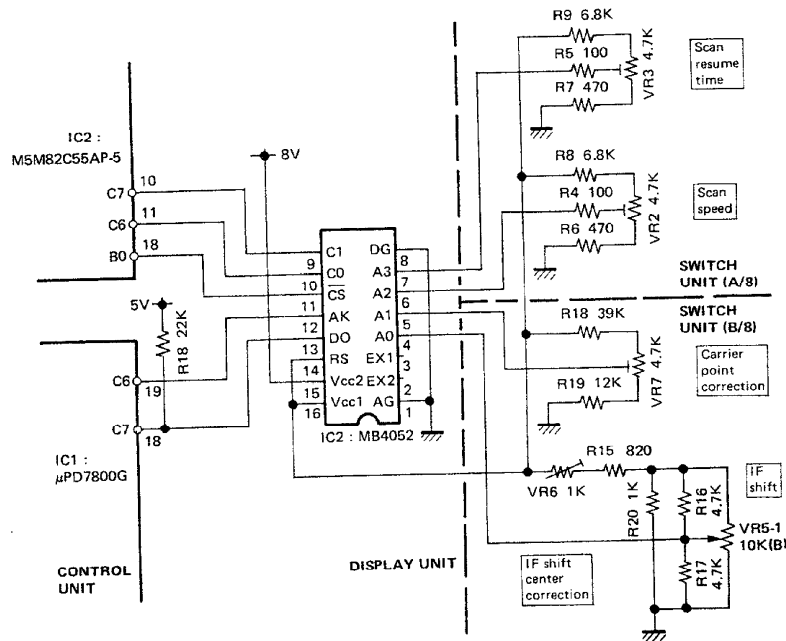 R9 6.8K
R5 100
VR3 4.7K
R7 470
Scan
resume
time
IC2 :
M5M82C55AP-5
8V
R8 6.8K
R4 100
VR2 4.7K
R6 470
Scan
speed
C7
10
C6
11
B0
18
SWITCH
UNIT (A/8)
SWITCH
UNIT (B/8)
5V
R18 22K
C1
9
C0
10
CS
11
AK
12
DO
13
RS
14
Vcc2
15
Vcc1
16
DG
8
A3
7
A2
6
A1
5
A0
4
EX1
3
EX2
2
AG
1
IC2 : MB4052
R18 39K
VR7 4.7K
R19 12K
Carrier
point
correction
C6
19
C7
18
IC1 :
μPD7800G
R15 820
VR6 1K
R20 1K
R16
4.7K
R17
4.7K
VR5-1
10K(B)
IF
shift
IF shift
center
correction
CONTROL
UNIT
DISPLAY UNIT